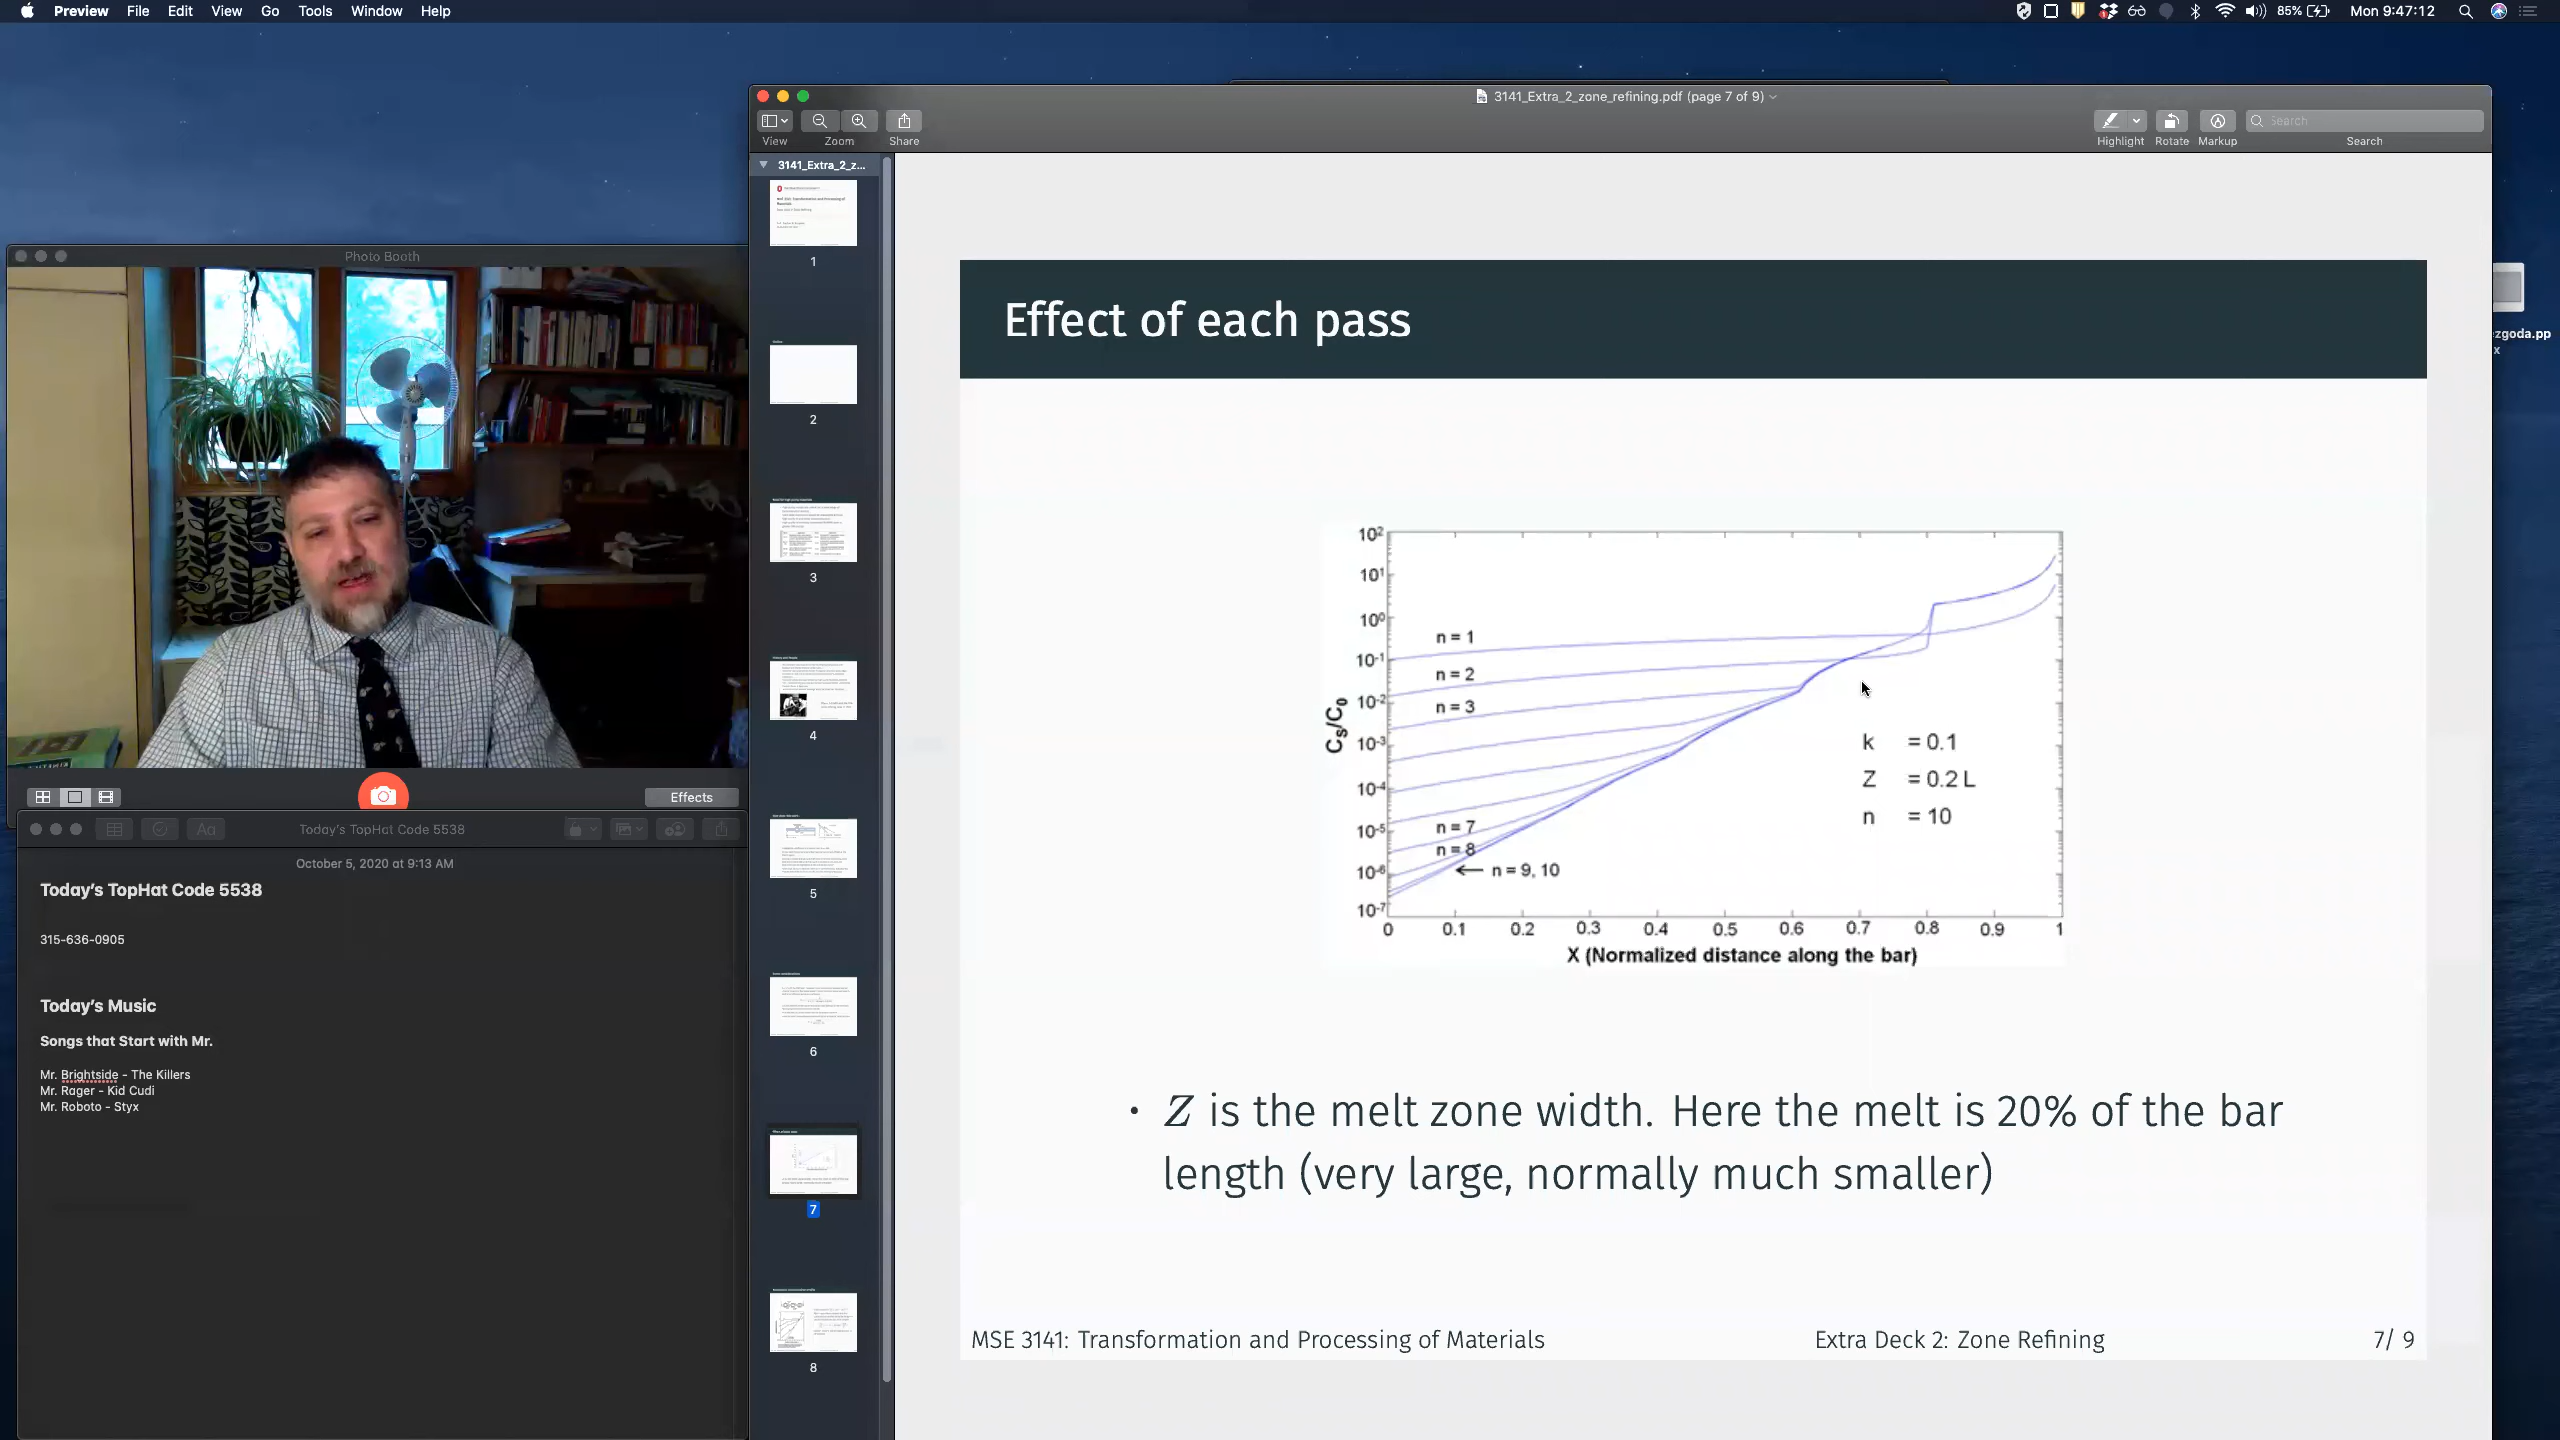 Preview File Edit View Go Tools Window Help
85% Mon 9:47:12
3141_Extra_2_zone_refining.pdf (page 7 of 9)
View Zoom Share
Search
Highlight Rotate Markup Search
3141_Extra_2_z...
1
2
3
4
5
6
7
8
zgoda.pp
x
Photo Booth
Effects
Today's TopHat Code 5538
October 5, 2020 at 9:13 AM
Today's TopHat Code 5538
315-636-0905
Today's Music
Songs that Start with Mr.
Mr. Brightside - The Killers
Mr. Rager - Kid Cudi
Mr. Roboto - Styx
Effect of each pass
10²
10¹
10⁰
10⁻¹
10⁻²
10⁻³
10⁻⁴
10⁻⁵
10⁻⁶
10⁻⁷
Cₛ/C₀
n = 1
n = 2
n = 3
n = 7
n = 8
← n = 9, 10
k = 0.1
Z = 0.2 L
n = 10
0 0.1 0.2 0.3 0.4 0.5 0.6 0.7 0.8 0.9 1
X (Normalized distance along the bar)
• Z is the melt zone width. Here the melt is 20% of the bar
length (very large, normally much smaller)
MSE 3141: Transformation and Processing of Materials Extra Deck 2: Zone Refining 7/ 9